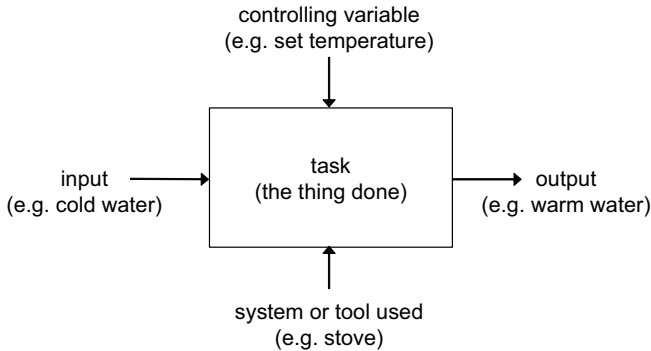 controlling variable
(e.g. set temperature)
input
(e.g. cold water)
task
(the thing done)
output
(e.g. warm water)
system or tool used
(e.g. stove)